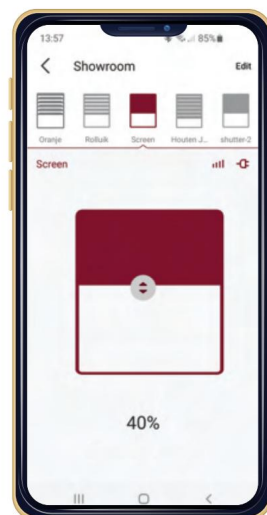 13:57 85%
Showroom Edit
Oranje Rolluik Screen Houten J... shutter-2
Screen
40%